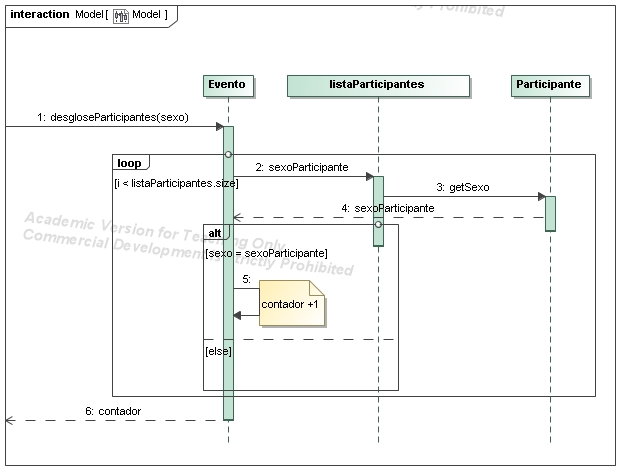 interaction Model[ Model ]
Prohibited
Evento
listaParticipantes
Participante
1: desgloseParticipantes(sexo)
loop
2: sexoParticipante
[i < listaParticipantes.size]
3: getSexo
4: sexoParticipante
Academic Version for Teaching Only
Commercial Development is Strictly Prohibited
alt
[sexo = sexoParticipante]
5:
contador +1
[else]
6: contador